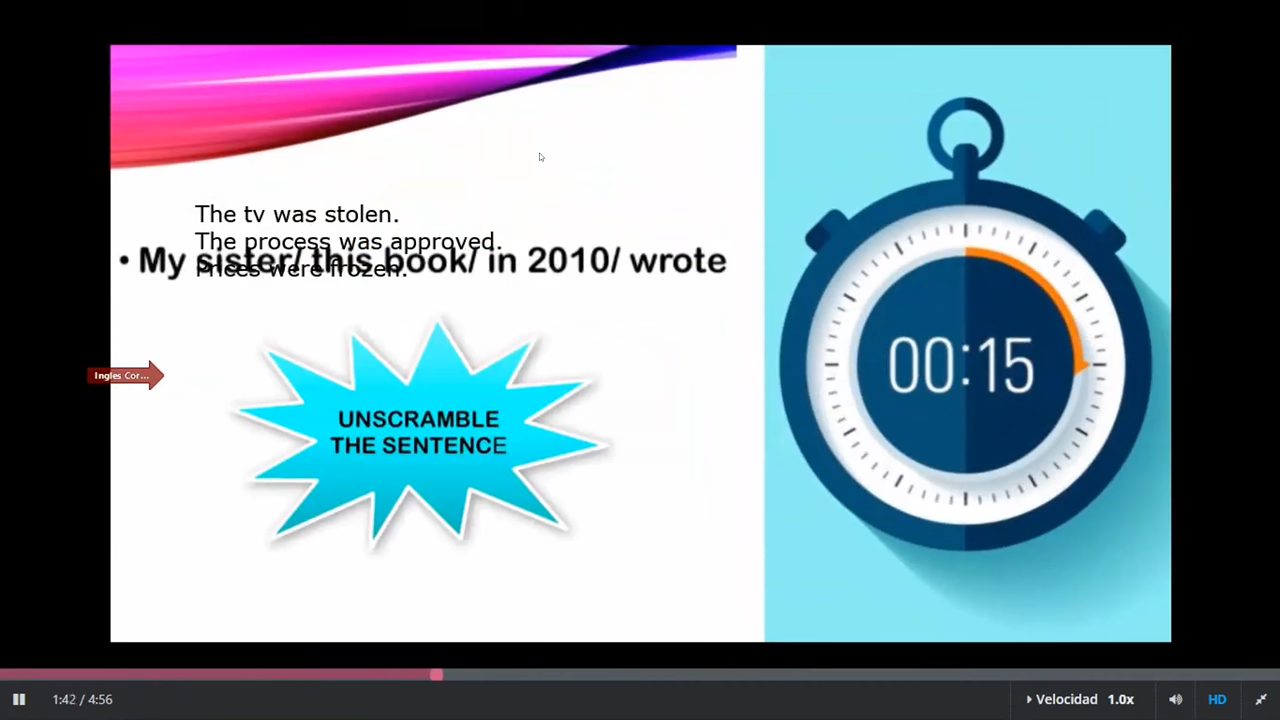 The tv was stolen.
The process was approved.
• My sister/ this book/ in 2010/ wrote
Prices were frozen.
00:15
Ingles Cor...
UNSCRAMBLE
THE SENTENCE
1:42 / 4:56
Velocidad 1.0x
HD